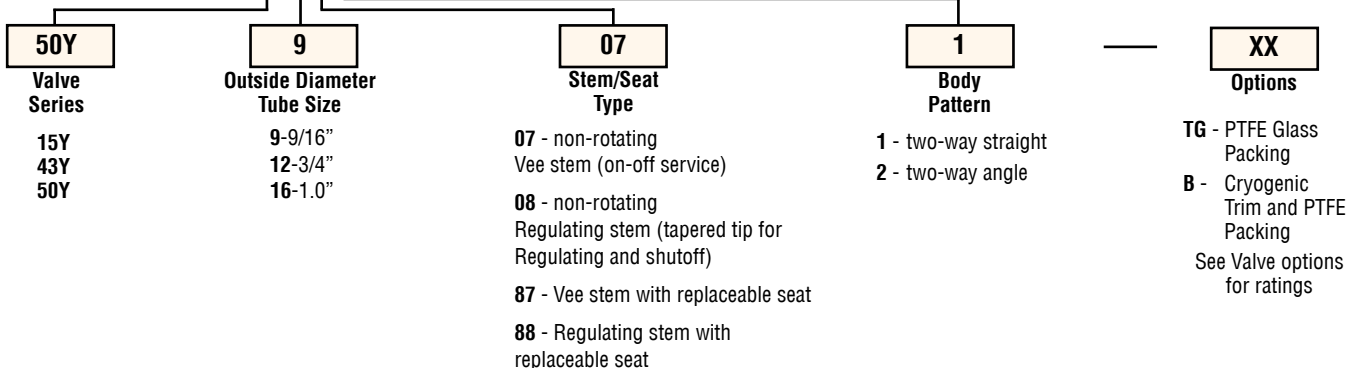 50Y
Valve
Series
15Y
43Y
50Y
9
Outside Diameter
Tube Size
9-9/16”
12-3/4”
16-1.0”
07
Stem/Seat
Type
07 - non-rotating
Vee stem (on-off service)
08 - non-rotating
Regulating stem (tapered tip for
Regulating and shutoff)
87 - Vee stem with replaceable seat
88 - Regulating stem with
replaceable seat
1
Body
Pattern
1 - two-way straight
2 - two-way angle
XX
Options
TG - PTFE Glass
Packing
B - Cryogenic
Trim and PTFE
Packing
See Valve options
for ratings